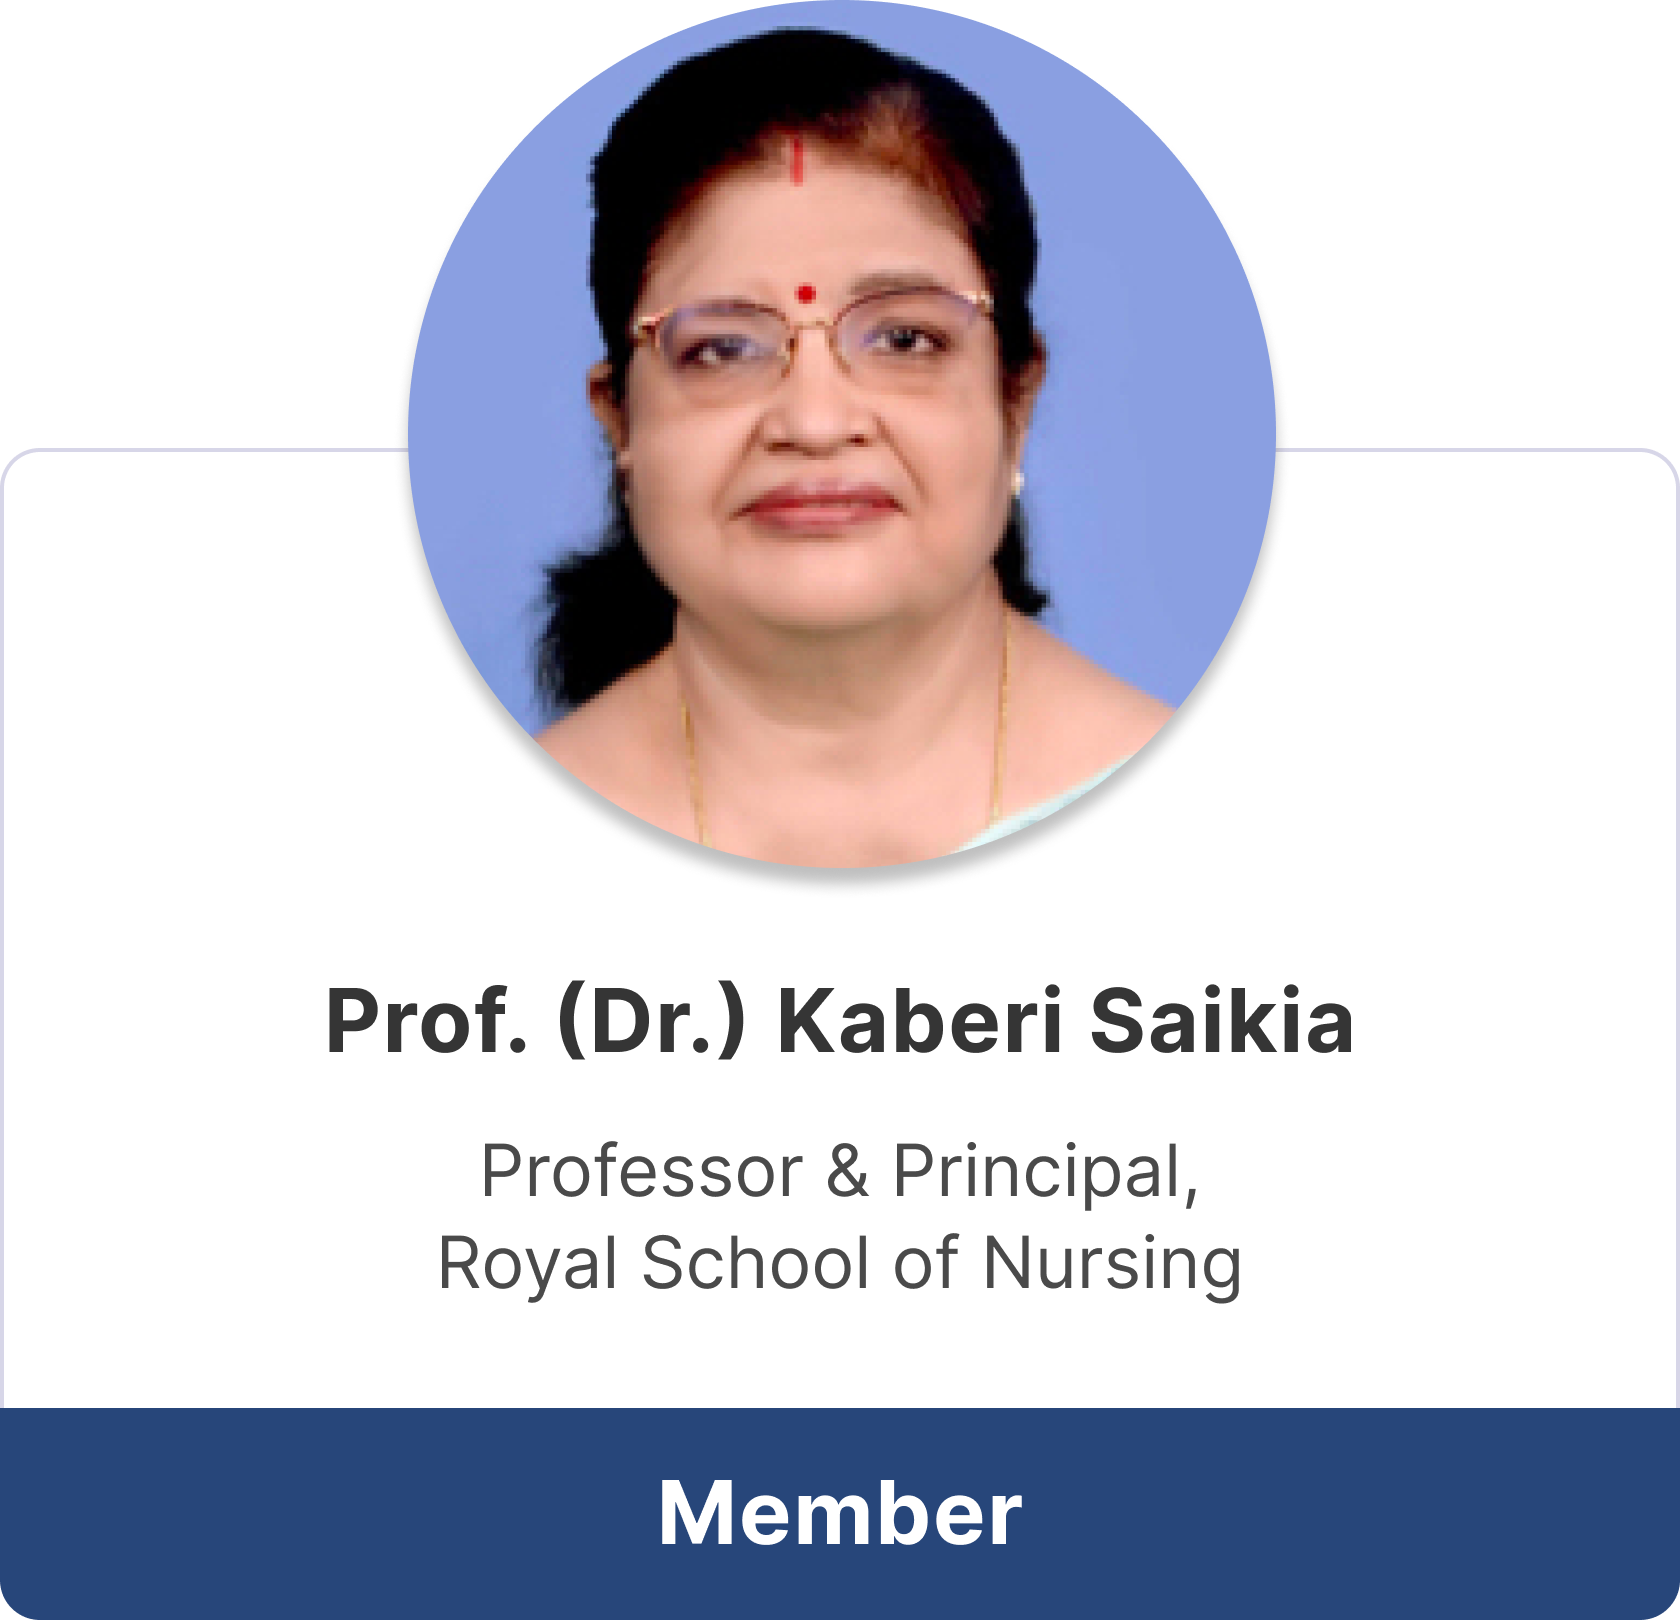 Prof. (Dr.) Kaberi Saikia
Professor & Principal,
Royal School of Nursing
Member